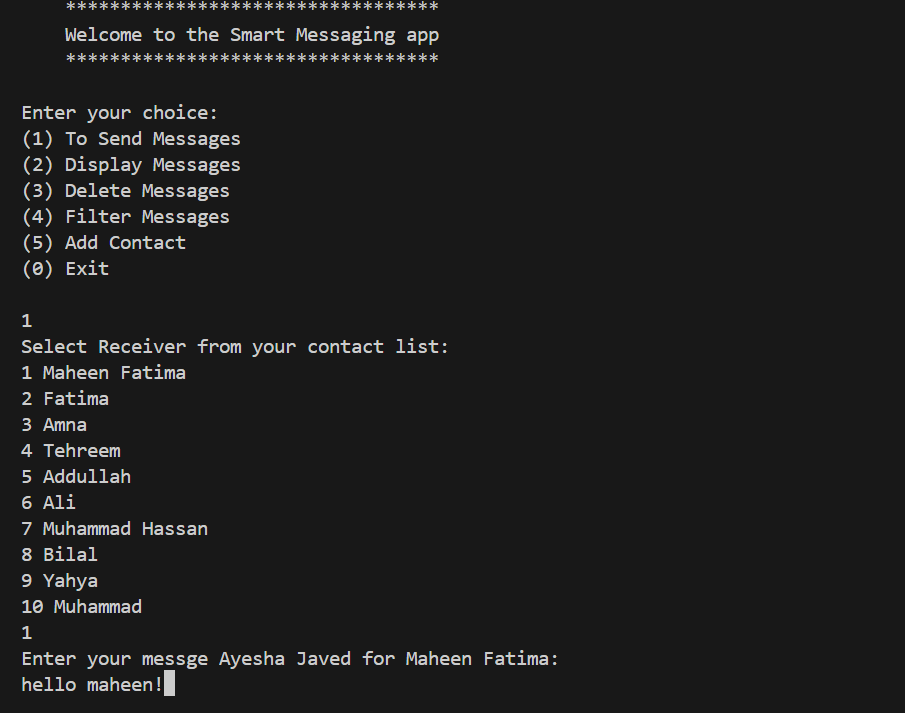 **********************************
Welcome to the Smart Messaging app
**********************************
Enter your choice:
(1) To Send Messages
(2) Display Messages
(3) Delete Messages
(4) Filter Messages
(5) Add Contact
(0) Exit
1
Select Receiver from your contact list:
1 Maheen Fatima
2 Fatima
3 Amna
4 Tehreem
5 Addullah
6 Ali
7 Muhammad Hassan
8 Bilal
9 Yahya
10 Muhammad
1
Enter your messge Ayesha Javed for Maheen Fatima:
hello maheen!